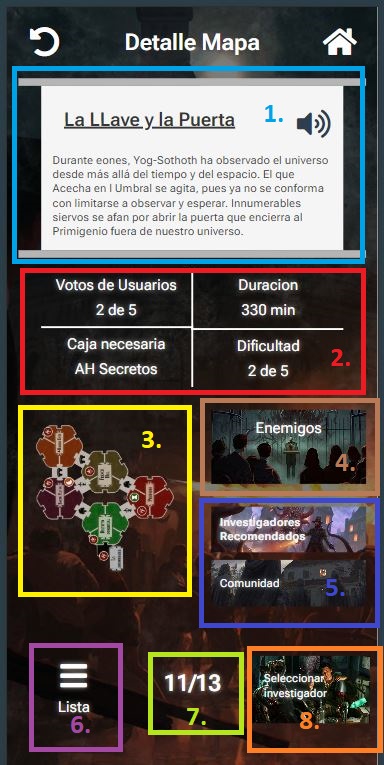 Detalle Mapa
La LLave y la Puerta 1.
Durante eones, Yog-Sothoth ha observado el universo
desde más allá del tiempo y del espacio. El que
Acecha en l Umbral se agita, pues ya no se conforma
con limitarse a observar y esperar. Innumerables
siervos se afan por abrir la puerta que encierra al
Primigenio fuera de nuestro universo.
Votos de Usuarios Duracion
2 de 5 330 min
Caja necesaria Dificultad
AH Secretos 2 de 5
2.
3.
Enemigos
4.
Investigadores
Recomendados
Comunidad
5.
Lista
6.
11/13
7.
Seleccionar
investigador
8.